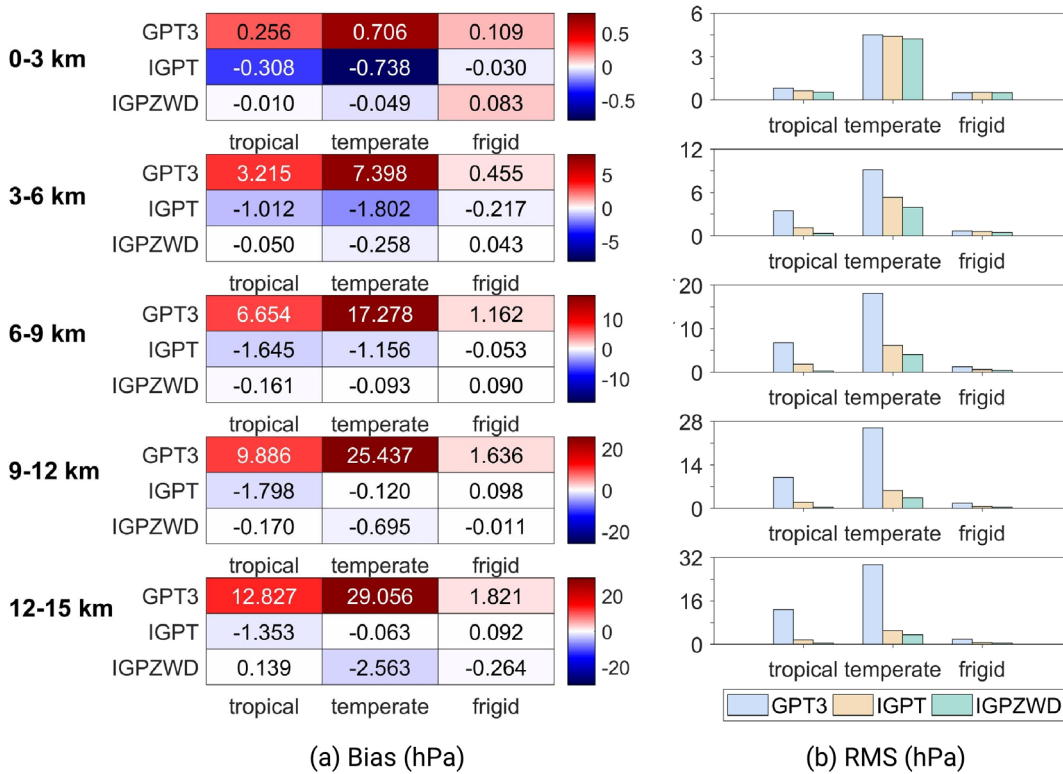 0-3 km
GPT3 0.256 0.706 0.109
IGPT -0.308 -0.738 -0.030
IGPZWD -0.010 -0.049 0.083
tropical temperate frigid
0.5
0
-0.5
6
3
0
tropical temperate frigid
3-6 km
GPT3 3.215 7.398 0.455
IGPT -1.012 -1.802 -0.217
IGPZWD -0.050 -0.258 0.043
tropical temperate frigid
5
0
-5
12
6
0
tropical temperate frigid
6-9 km
GPT3 6.654 17.278 1.162
IGPT -1.645 -1.156 -0.053
IGPZWD -0.161 -0.093 0.090
tropical temperate frigid
10
0
-10
20
10
0
tropical temperate frigid
9-12 km
GPT3 9.886 25.437 1.636
IGPT -1.798 -0.120 0.098
IGPZWD -0.170 -0.695 -0.011
tropical temperate frigid
20
0
-20
28
14
0
tropical temperate frigid
12-15 km
GPT3 12.827 29.056 1.821
IGPT -1.353 -0.063 0.092
IGPZWD 0.139 -2.563 -0.264
tropical temperate frigid
20
0
-20
32
16
0
tropical temperate frigid
GPT3 IGPT IGPZWD
(a) Bias (hPa)
(b) RMS (hPa)